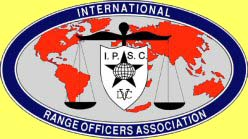 INTERNATIONAL
I.P.S.C
DVC
RANGE OFFICERS ASSOCIATION